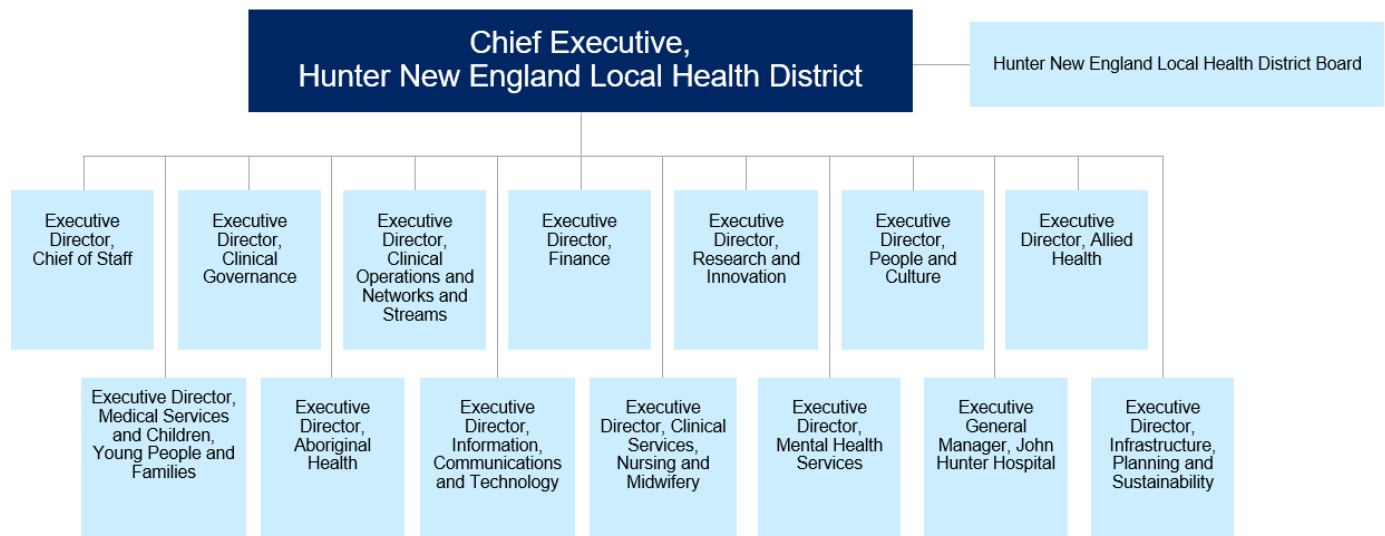 Chief Executive,
Hunter New England Local Health District
Hunter New England Local Health District Board
Executive
Director,
Chief of Staff
Executive
Director,
Clinical
Governance
Executive
Director,
Clinical
Operations and
Networks and
Streams
Executive
Director,
Finance
Executive
Director,
Research and
Innovation
Executive
Director,
People and
Culture
Executive
Director, Allied
Health
Executive Director,
Medical Services
and Children,
Young People and
Families
Executive
Director,
Aboriginal
Health
Executive
Director,
Information,
Communications
and Technology
Executive
Director, Clinical
Services,
Nursing and
Midwifery
Executive
Director,
Mental Health
Services
Executive
General
Manager, John
Hunter Hospital
Executive
Director,
Infrastructure,
Planning and
Sustainability